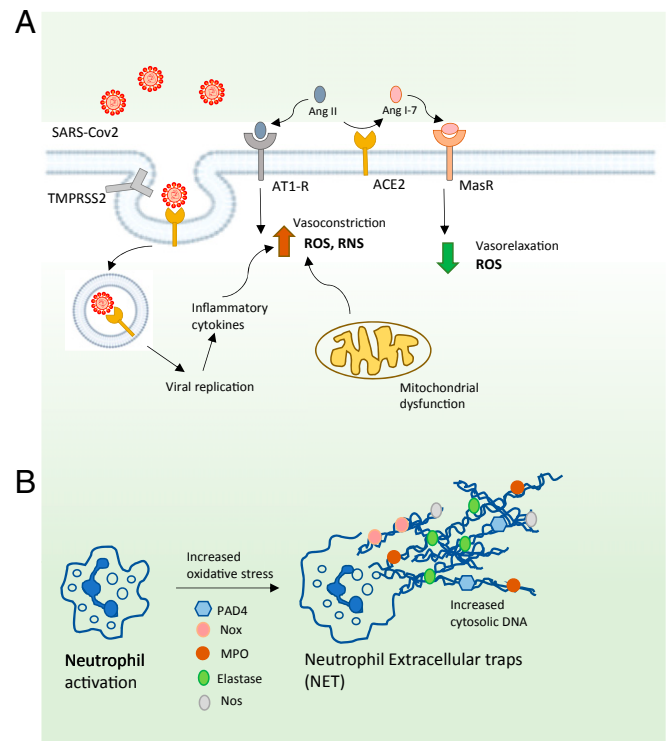 A
SARS-Cov2
Ang II
Ang I-7
TMPRSS2
AT1-R
ACE2
MasR
Vasoconstriction
ROS, RNS
Vasorelaxation
ROS
Inflammatory
cytokines
Viral replication
Mitochondrial
dysfunction
B
Increased
oxidative stress
PAD4
Nox
MPO
Elastase
Nos
Increased
cytosolic DNA
Neutrophil
activation
Neutrophil Extracellular traps
(NET)